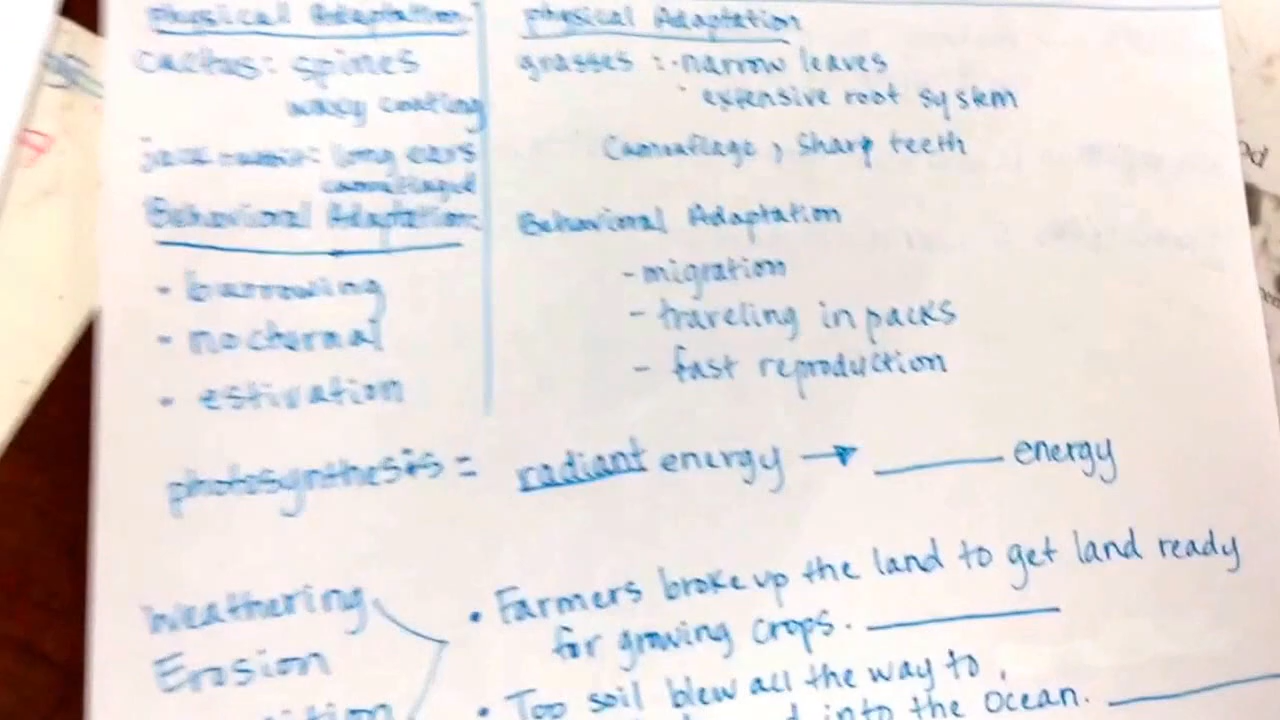 Physical Adaptation
cactus: spines
waxy coating
jack rabbit: long ears
camouflaged
Behavioral Adaptation:
- burrowing
- nocternal
- estivation
physical Adaptation
grasses : · narrow leaves
· extensive root system
Camouflage, Sharp teeth
Behavioral Adaptation
- migration
- traveling in packs
- fast reproduction
photosynthesis = radiant energy → ______ energy
Weathering
Erosion
• Farmers broke up the land to get land ready
for growing crops. ______
• Top soil blew all the way to
into the ocean. ______